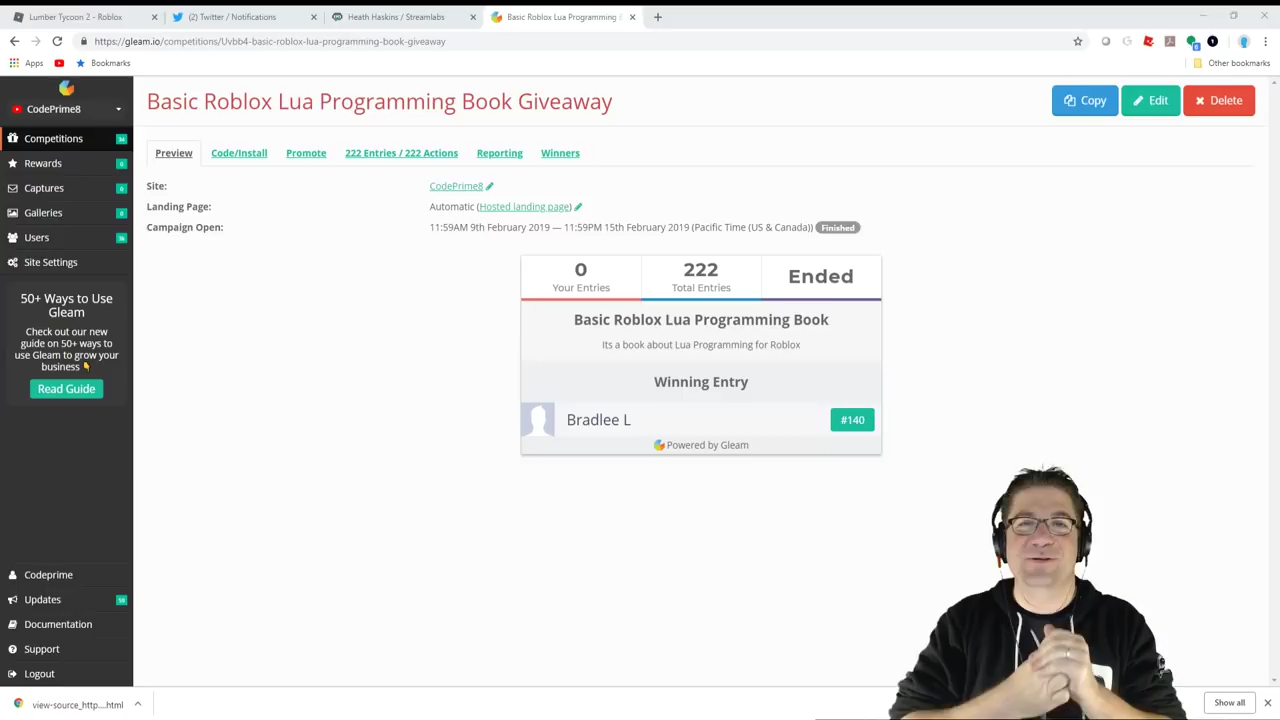 Lumber Tycoon 2 - Roblox
(2) Twitter / Notifications
Heath Haskins / Streamlabs
Basic Roblox Lua Programming
https://gleam.io/competitions/Uvbb4-basic-roblox-lua-programming-book-giveaway
Apps
Bookmarks
Other bookmarks
CodePrime8
Competitions
Rewards
Captures
Galleries
Users
Site Settings
50+ Ways to Use
Gleam
Check out our new
guide on 50+ ways to
use Gleam to grow your
business 👇
Read Guide
Codeprime
Updates
Documentation
Support
Logout
Basic Roblox Lua Programming Book Giveaway
Copy
Edit
Delete
Preview
Code/Install
Promote
222 Entries / 222 Actions
Reporting
Winners
Site:
CodePrime8
Landing Page:
Automatic (Hosted landing page)
Campaign Open:
11:59AM 9th February 2019 — 11:59PM 15th February 2019 (Pacific Time (US & Canada)) Finished
0
Your Entries
222
Total Entries
Ended
Basic Roblox Lua Programming Book
Its a book about Lua Programming for Roblox
Winning Entry
Bradlee L
#140
Powered by Gleam
view-source_http....html
Show all